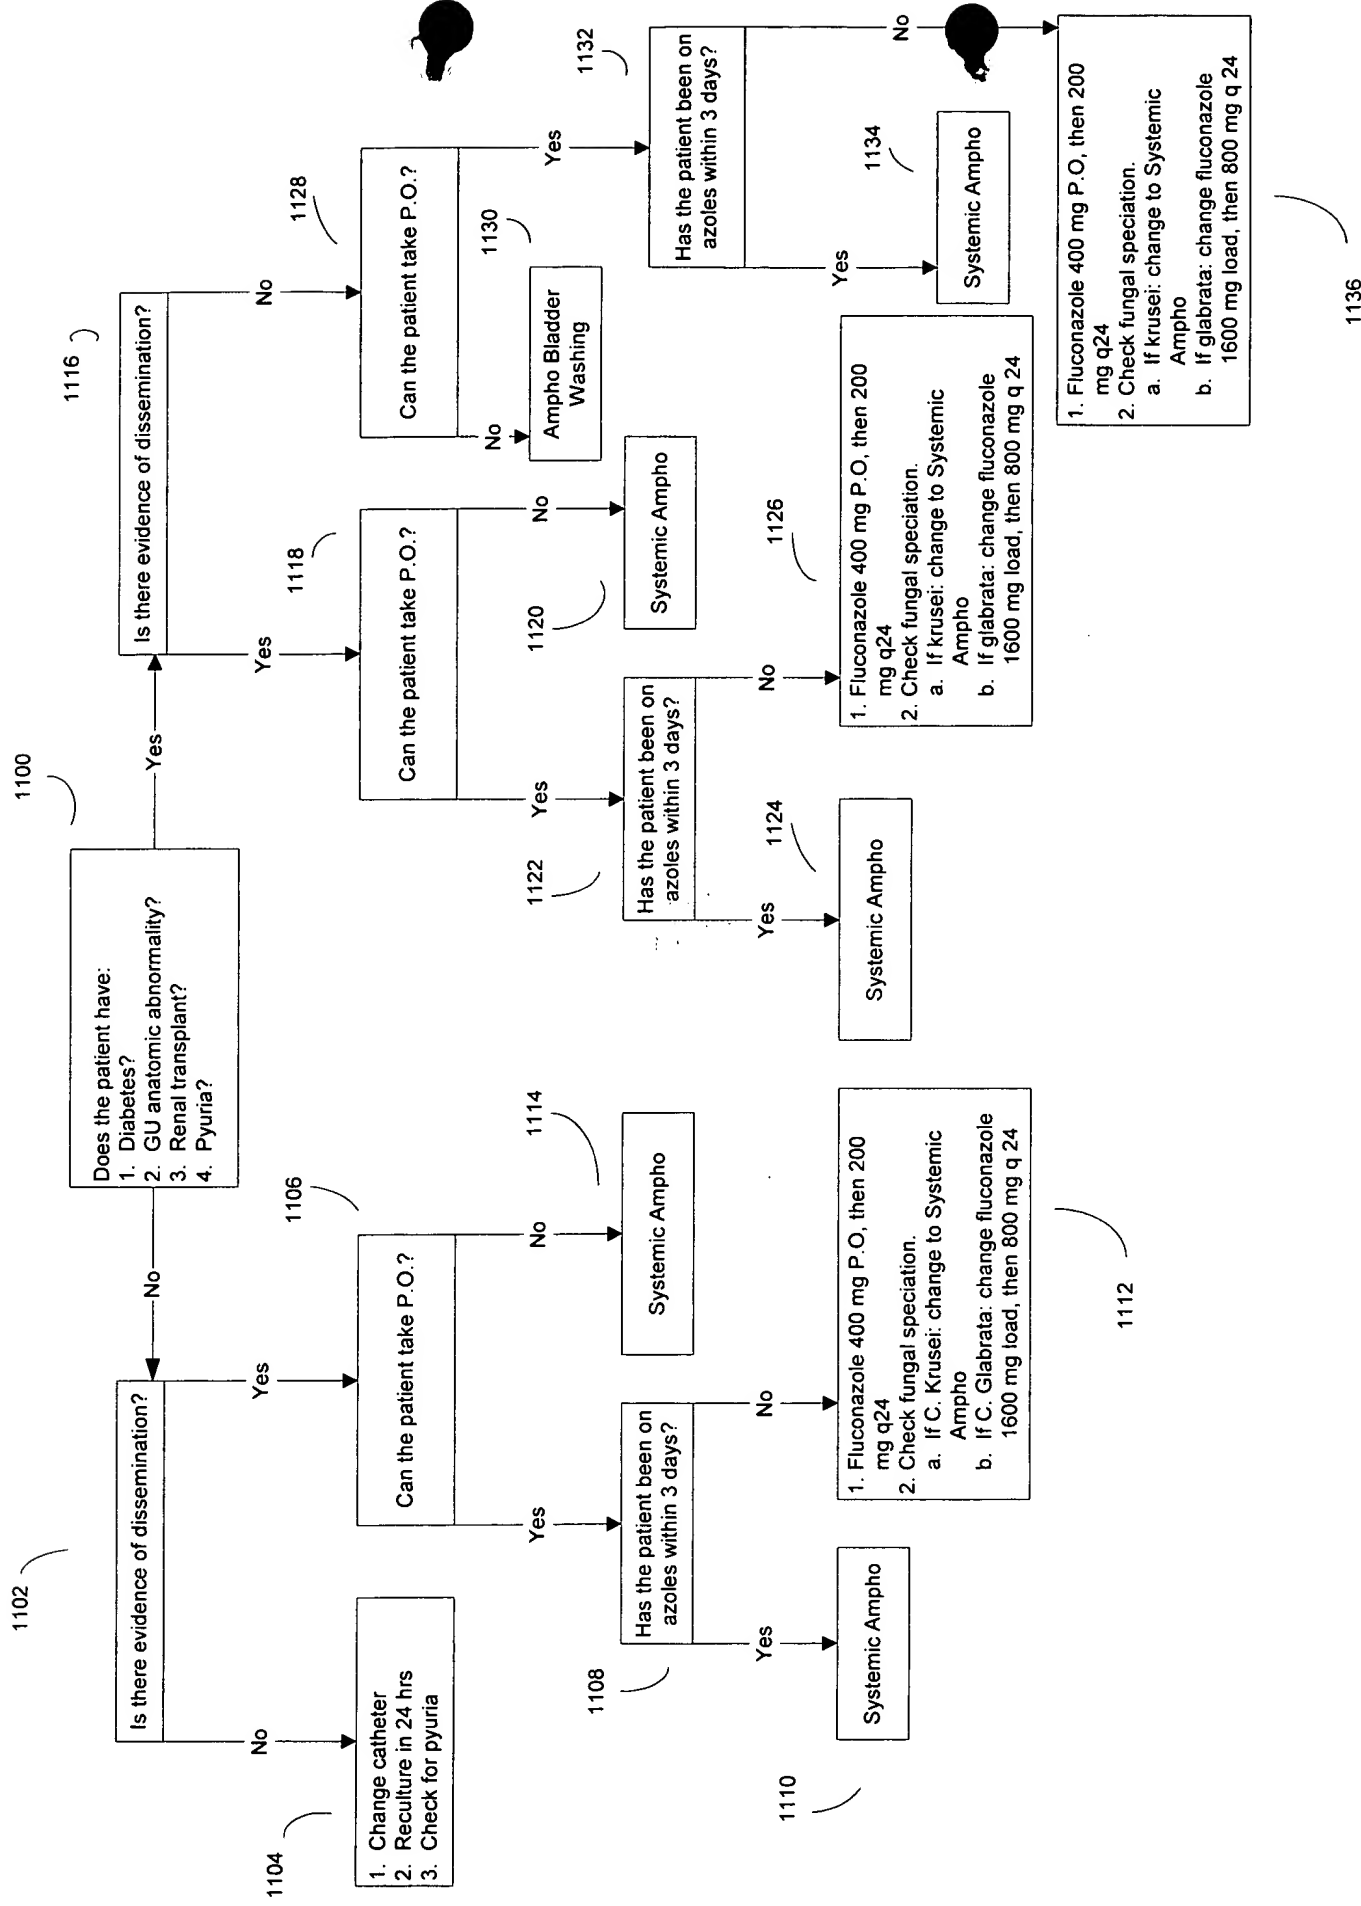 1100
Does the patient have:
1. Diabetes?
2. GU anatomic abnormality?
3. Renal transplant?
4. Pyuria?
No
Yes
1102
Is there evidence of dissemination?
No
Yes
1104
1. Change catheter
2. Reculture in 24 hrs
3. Check for pyuria
1106
Can the patient take P.O.?
Yes
No
1108
Has the patient been on
azoles within 3 days?
Yes
No
1110
Systemic Ampho
1112
1. Fluconazole 400 mg P.O, then 200
mg q24
2. Check fungal speciation.
a. If C. Krusei: change to Systemic
Ampho
b. If C. Glabrata: change fluconazole
1600 mg load, then 800 mg q 24
1114
Systemic Ampho
1116
Is there evidence of dissemination?
Yes
No
1118
Can the patient take P.O.?
Yes
No
1120
Systemic Ampho
1122
Has the patient been on
azoles within 3 days?
Yes
No
1124
Systemic Ampho
1126
1. Fluconazole 400 mg P.O, then 200
mg q24
2. Check fungal speciation.
a. If krusei: change to Systemic
Ampho
b. If glabrata: change fluconazole
1600 mg load, then 800 mg q 24
1128
Can the patient take P.O.?
No
Yes
1130
Ampho Bladder
Washing
1132
Has the patient been on
azoles within 3 days?
Yes
No
1134
Systemic Ampho
1136
1. Fluconazole 400 mg P.O, then 200
mg q24
2. Check fungal speciation.
a. If krusei: change to Systemic
Ampho
b. If glabrata: change fluconazole
1600 mg load, then 800 mg q 24